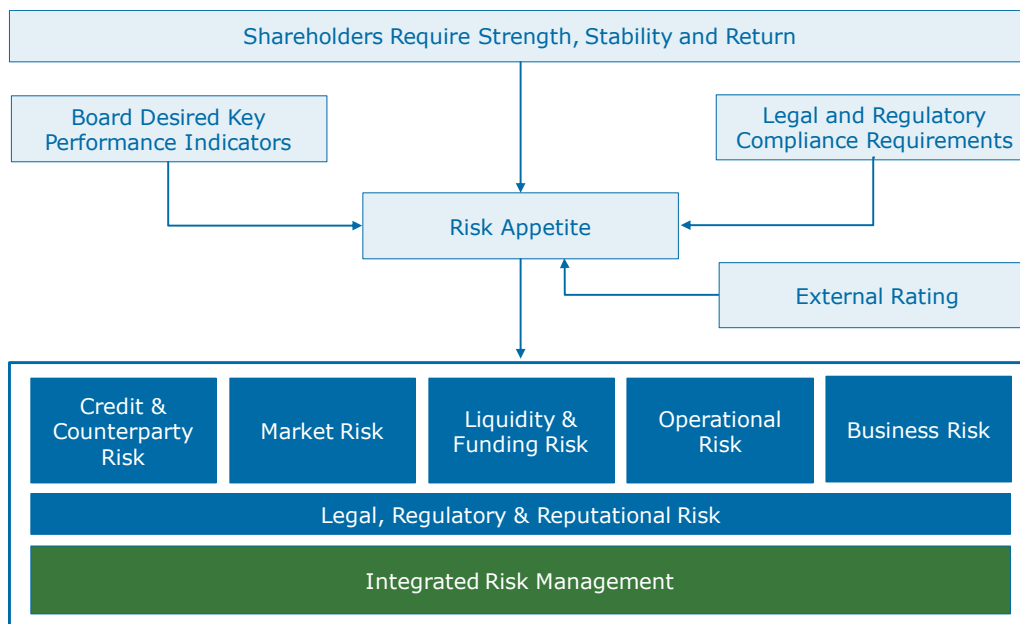 Shareholders Require Strength, Stability and Return
Board Desired Key
Performance Indicators
Legal and Regulatory
Compliance Requirements
Risk Appetite
External Rating
Credit &
Counterparty
Risk
Market Risk
Liquidity &
Funding Risk
Operational
Risk
Business Risk
Legal, Regulatory & Reputational Risk
Integrated Risk Management